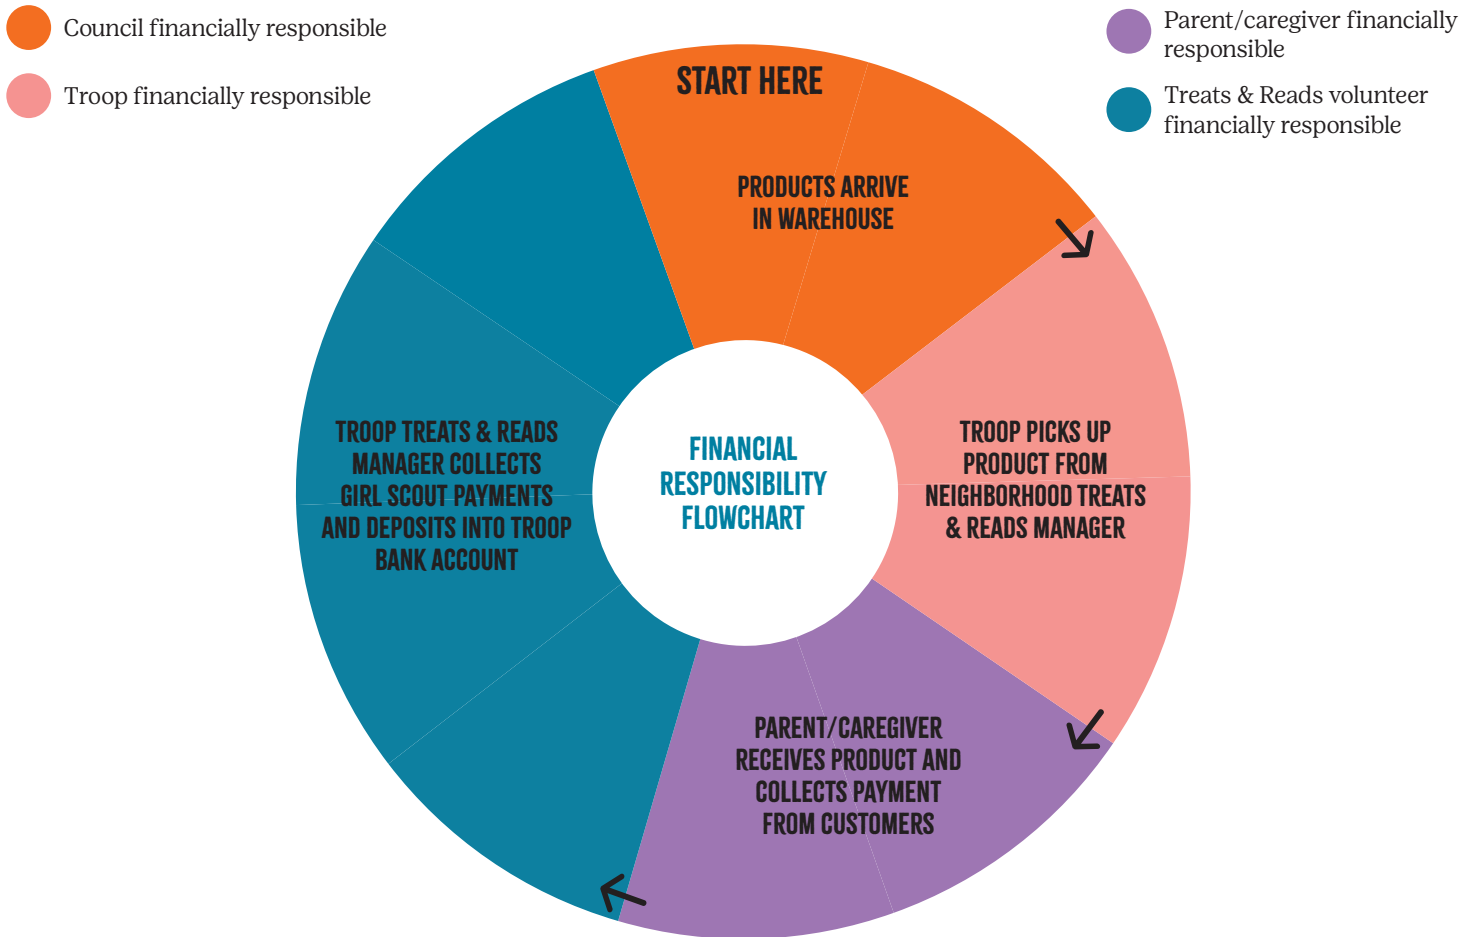 Council financially responsible
Troop financially responsible
Parent/caregiver financially
responsible
Treats & Reads volunteer
financially responsible
START HERE
PRODUCTS ARRIVE
IN WAREHOUSE
TROOP PICKS UP
PRODUCT FROM
NEIGHBORHOOD TREATS
& READS MANAGER
PARENT/CAREGIVER
RECEIVES PRODUCT AND
COLLECTS PAYMENT
FROM CUSTOMERS
TROOP TREATS & READS
MANAGER COLLECTS
GIRL SCOUT PAYMENTS
AND DEPOSITS INTO TROOP
BANK ACCOUNT
FINANCIAL
RESPONSIBILITY
FLOWCHART